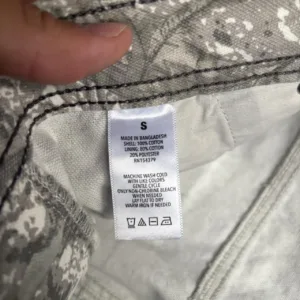 S
MADE IN BANGLADESH
SHELL: 100% COTTON
LINING: 80% COTTON
20% POLYESTER
RN154379
MACHINE WASH COLD
WITH LIKE COLORS
GENTLE CYCLE
ONLY NON-CHLORINE BLEACH
WHEN NEEDED
LAY FLAT TO DRY
WARM IRON IF NEEDED